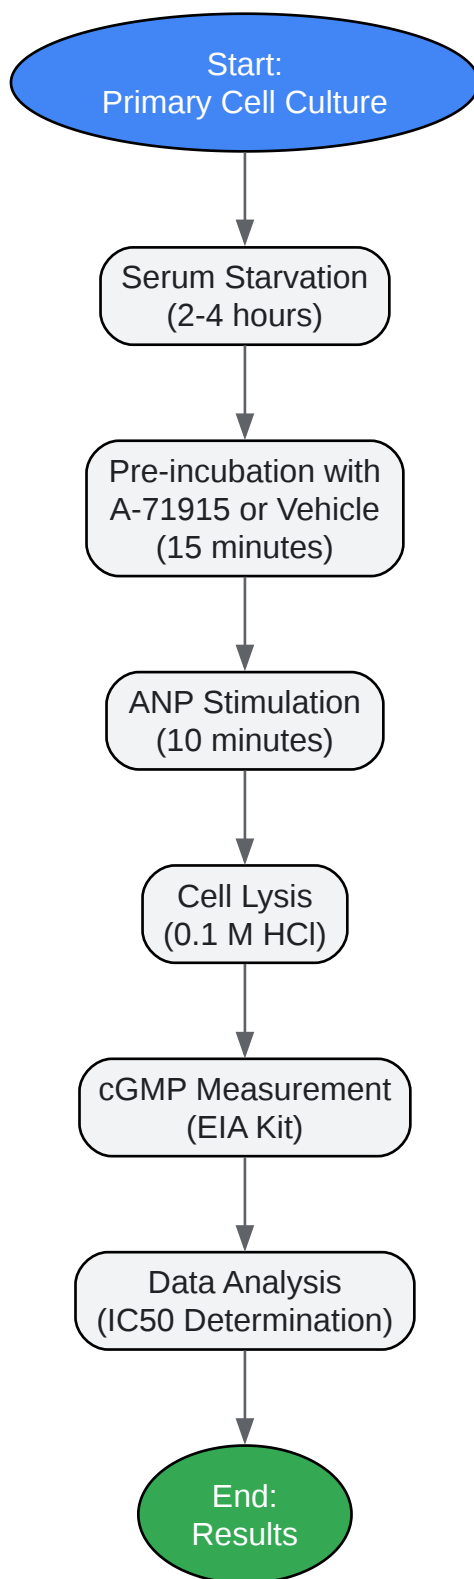 Start:
Primary Cell Culture
Serum Starvation
(2-4 hours)
Pre-incubation with
A-71915 or Vehicle
(15 minutes)
ANP Stimulation
(10 minutes)
Cell Lysis
(0.1 M HCl)
cGMP Measurement
(EIA Kit)
Data Analysis
(IC50 Determination)
End:
Results